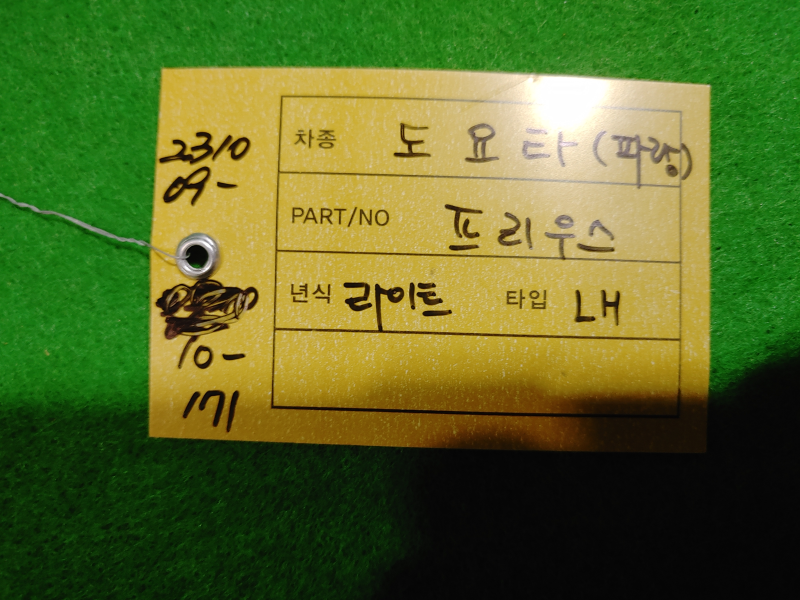 2310
09-
10-
171
차종 도요타(파랑)
PART/NO 프리우스
년식 라이트 타입 LH